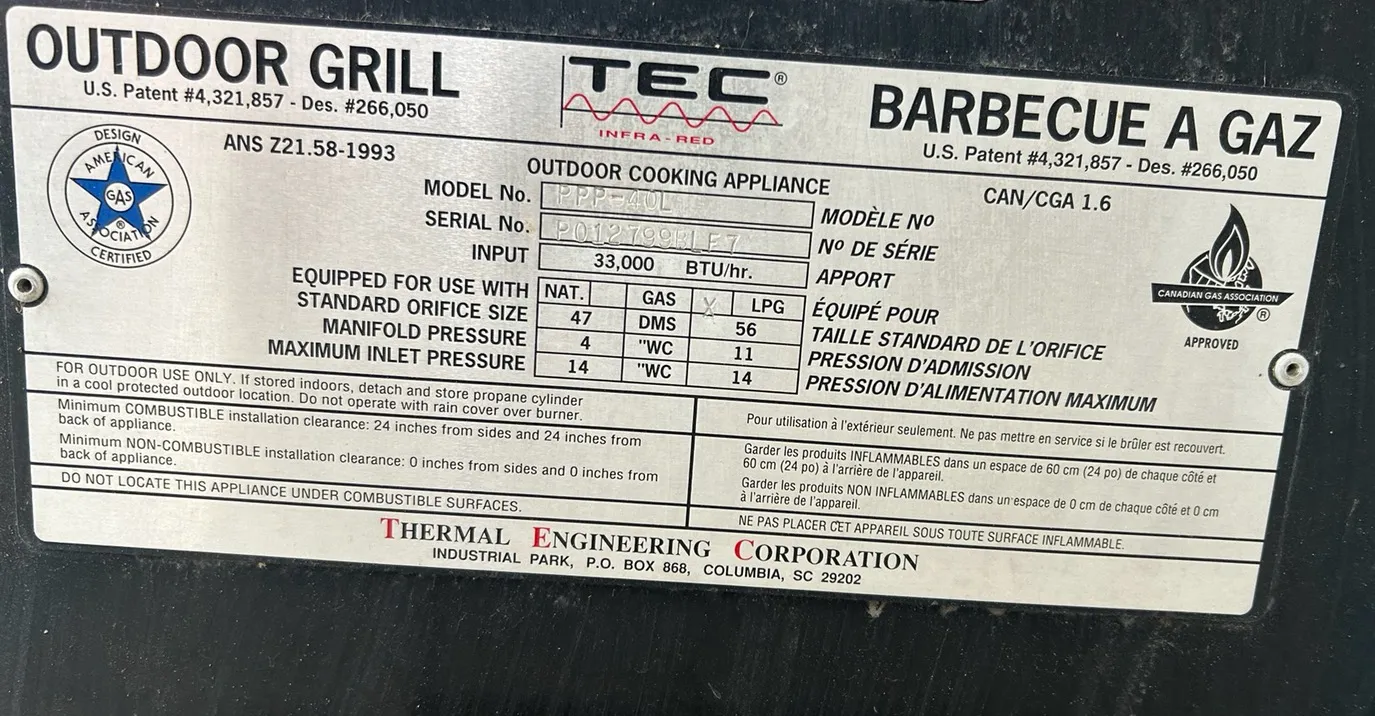 OUTDOOR GRILL
U.S. Patent #4,321,857 - Des. #266,050
TEC®
INFRA-RED
BARBECUE A GAZ
U.S. Patent #4,321,857 - Des. #266,050
DESIGN
AMERICAN
GAS
ASSOCIATION
®
CERTIFIED
ANS Z21.58-1993
OUTDOOR COOKING APPLIANCE
CAN/CGA 1.6
MODEL No. PPP-40L MODÈLE Nº
SERIAL No. Nº DE SÉRIE
INPUT 33,000 BTU/hr. APPORT
EQUIPPED FOR USE WITH NAT. GAS X LPG ÉQUIPÉ POUR
STANDARD ORIFICE SIZE 47 DMS 56 TAILLE STANDARD DE L'ORIFICE
MANIFOLD PRESSURE 4 "WC 11 PRESSION D'ADMISSION
MAXIMUM INLET PRESSURE 14 "WC 14 PRESSION D'ALIMENTATION MAXIMUM
CANADIAN GAS ASSOCIATION
®
APPROVED
FOR OUTDOOR USE ONLY. If stored indoors, detach and store propane cylinder
in a cool protected outdoor location. Do not operate with rain cover over burner.
Minimum COMBUSTIBLE installation clearance: 24 inches from sides and 24 inches from
back of appliance.
Minimum NON-COMBUSTIBLE installation clearance: 0 inches from sides and 0 inches from
back of appliance.
DO NOT LOCATE THIS APPLIANCE UNDER COMBUSTIBLE SURFACES.
Pour utilisation à l'extérieur seulement. Ne pas mettre en service si le brûler est recouvert.
Garder les produits INFLAMMABLES dans un espace de 60 cm (24 po) de chaque côté et
60 cm (24 po) à l'arrière de l'appareil.
Garder les produits NON INFLAMMABLES dans un espace de 0 cm de chaque côté et 0 cm
à l'arrière de l'appareil.
NE PAS PLACER CET APPAREIL SOUS TOUTE SURFACE INFLAMMABLE.
THERMAL ENGINEERING CORPORATION
INDUSTRIAL PARK, P.O. BOX 868, COLUMBIA, SC 29202